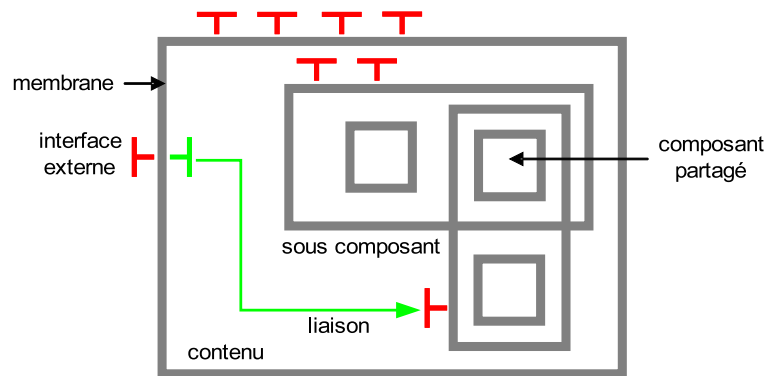 membrane
interface
externe
composant
partagé
sous composant
liaison
contenu